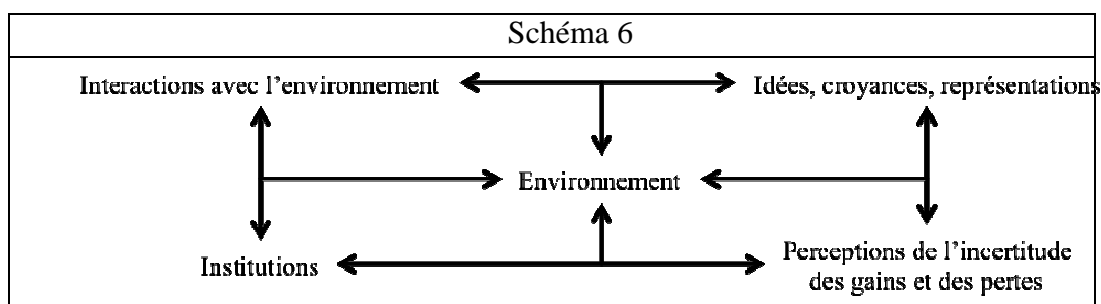 Schéma 6
Interactions avec l'environnement
Idées, croyances, représentations
Environnement
Institutions
Perceptions de l'incertitude
des gains et des pertes